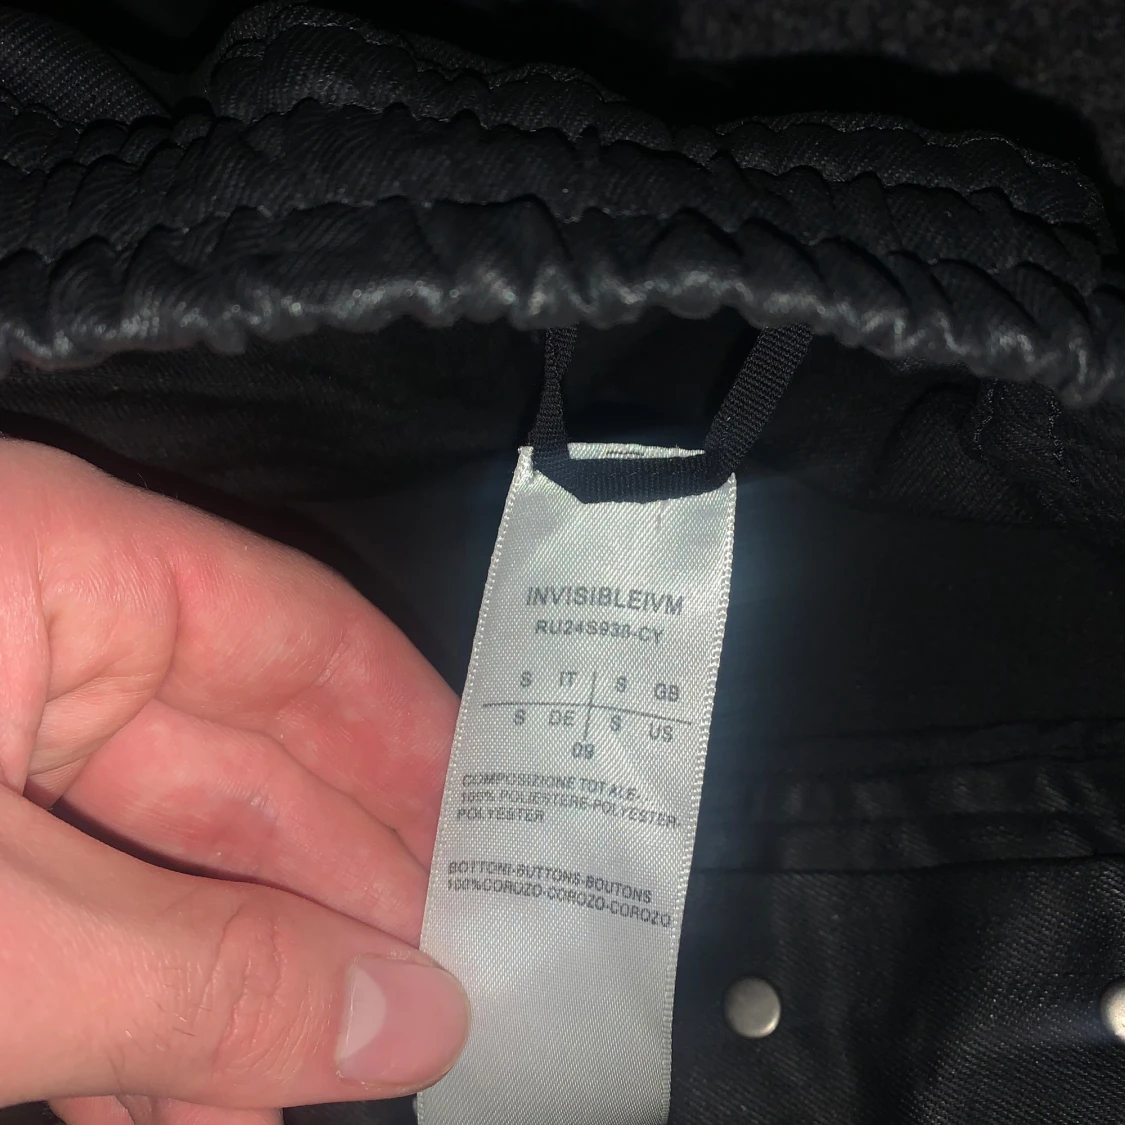 INVISIBLEIVM
RU24S938-CY
S IT S GB
S DE S US
09
COMPOSIZIONE TOTALE-
100% POLIESTERE-POLYESTER-
POLYESTER
BOTTONI-BUTTONS-BOUTONS
100%COROZO-COROZO-COROZO